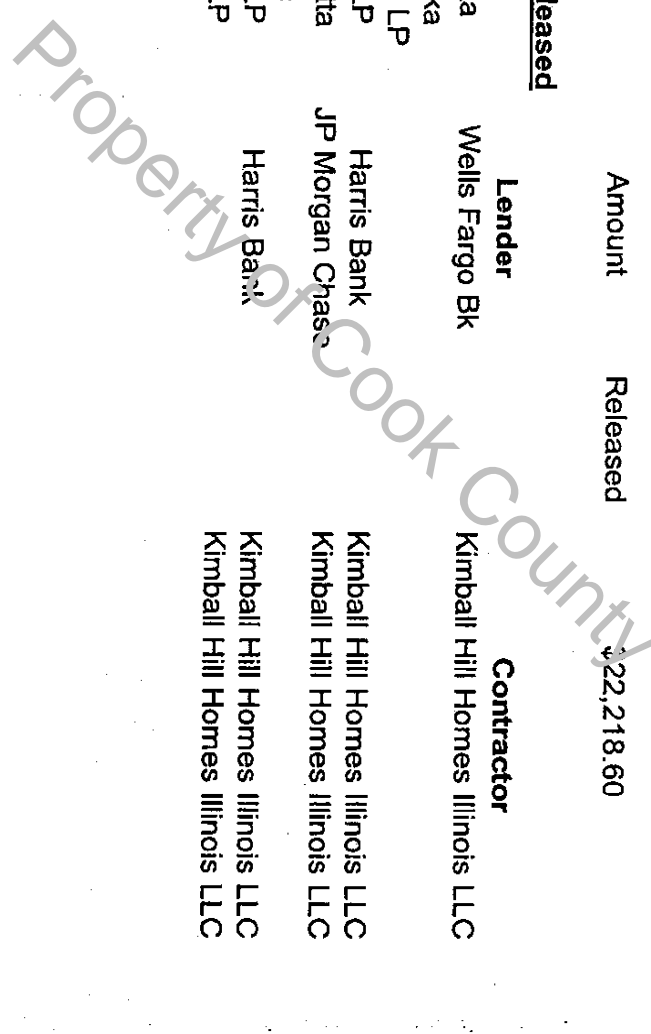 Amount Released $22,218.60
leased
Lender Contractor
a Wells Fargo Bk Kimball Hill Homes Illinois LLC
ka
LP
LP Harris Bank Kimball Hill Homes Illinois LLC
tta JP Morgan Chase Kimball Hill Homes Illinois LLC
P Harris Bank Kimball Hill Homes Illinois LLC
.P Kimball Hill Homes Illinois LLC
Property of Cook County